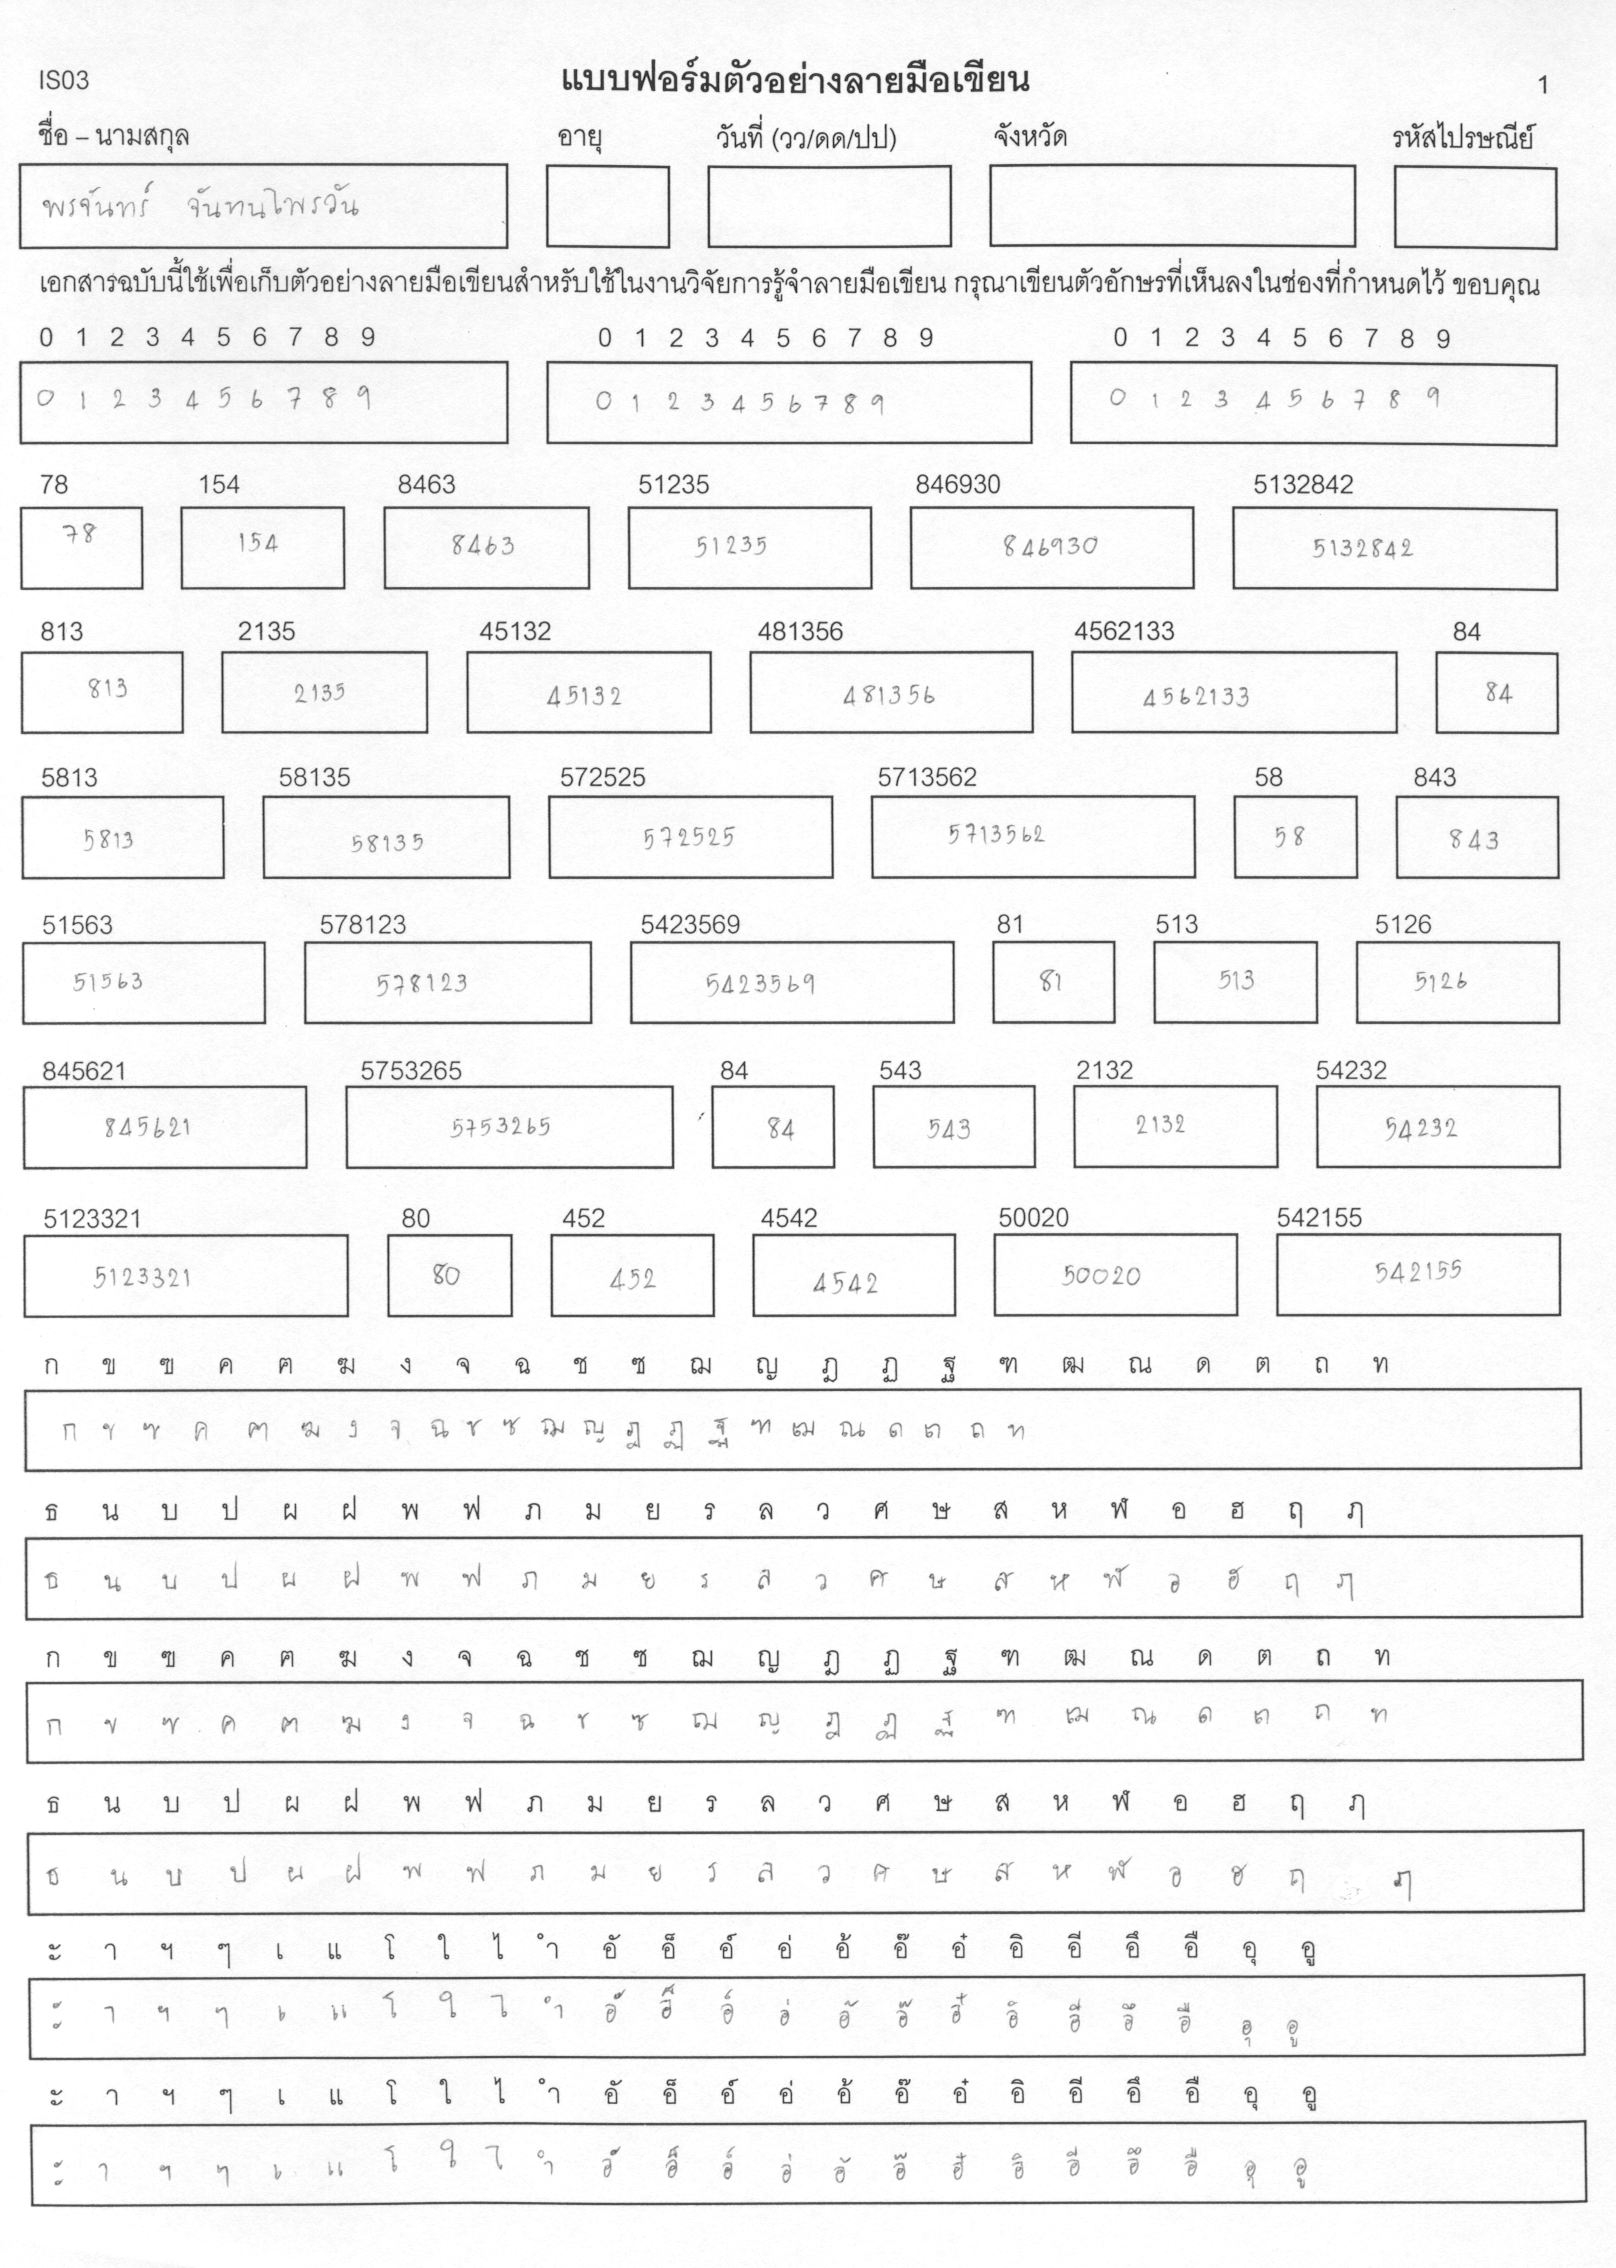 IS03 แบบฟอร์มตัวอย่างลายมือเขียน 1
ชื่อ – นามสกุล อายุ วันที่ (วว/ดด/ปป) จังหวัด รหัสไปรษณีย์
พรจันทร์ จันทนไพรวัน
เอกสารฉบับนี้ใช้เพื่อเก็บตัวอย่างลายมือเขียนสำหรับใช้ในงานวิจัยการรู้จำลายมือเขียน กรุณาเขียนตัวอักษรที่เห็นลงในช่องที่กำหนดไว้ ขอบคุณ
0 1 2 3 4 5 6 7 8 9 0 1 2 3 4 5 6 7 8 9 0 1 2 3 4 5 6 7 8 9
0 1 2 3 4 5 6 7 8 9 0 1 2 3 4 5 6 7 8 9 0 1 2 3 4 5 6 7 8 9
78 154 8463 51235 846930 5132842
78 154 8463 51235 846930 5132842
813 2135 45132 481356 4562133 84
813 2135 45132 481356 4562133 84
5813 58135 572525 5713562 58 843
5813 58135 572525 5713562 58 843
51563 578123 5423569 81 513 5126
51563 578123 5423569 81 513 5126
845621 5753265 84 543 2132 54232
845621 5753265 84 543 2132 54232
5123321 80 452 4542 50020 542155
5123321 80 452 4542 50020 542155
ก ข ฃ ค ฅ ฆ ง จ ฉ ช ซ ฌ ญ ฎ ฏ ฐ ฑ ฒ ณ ด ต ถ ท
ก ข ฃ ค ฅ ฆ ง จ ฉ ช ซ ฌ ญ ฎ ฏ ฐ ฑ ฒ ณ ด ต ถ ท
ธ น บ ป ผ ฝ พ ฟ ภ ม ย ร ล ว ศ ษ ส ห ฬ อ ฮ ฤ ฦ
ธ น บ ป ผ ฝ พ ฟ ภ ม ย ร ล ว ศ ษ ส ห ฬ อ ฮ ฤ ฦ
ก ข ฃ ค ฅ ฆ ง จ ฉ ช ซ ฌ ญ ฎ ฏ ฐ ฑ ฒ ณ ด ต ถ ท
ก ข ฃ ค ฅ ฆ ง จ ฉ ช ซ ฌ ญ ฎ ฏ ฐ ฑ ฒ ณ ด ต ถ ท
ธ น บ ป ผ ฝ พ ฟ ภ ม ย ร ล ว ศ ษ ส ห ฬ อ ฮ ฤ ฦ
ธ น บ ป ผ ฝ พ ฟ ภ ม ย ร ล ว ศ ษ ส ห ฬ อ ฮ ฤ ฦ
ะ า ฯ ๆ เ แ โ ใ ไ ำ อั อ็ อ์ อ่ อ้ อ๊ อ๋ อิ อี อึ อื อุ อู
ะ า ฯ ๆ เ แ โ ใ ไ ำ อั อ็ อ์ อ่ อ้ อ๊ อ๋ อิ อี อึ อื อุ อู
ะ า ฯ ๆ เ แ โ ใ ไ ำ อั อ็ อ์ อ่ อ้ อ๊ อ๋ อิ อี อึ อื อุ อู
ะ า ฯ ๆ เ แ โ ใ ไ ำ อั อ็ อ์ อ่ อ้ อ๊ อ๋ อิ อี อึ อื อุ อู